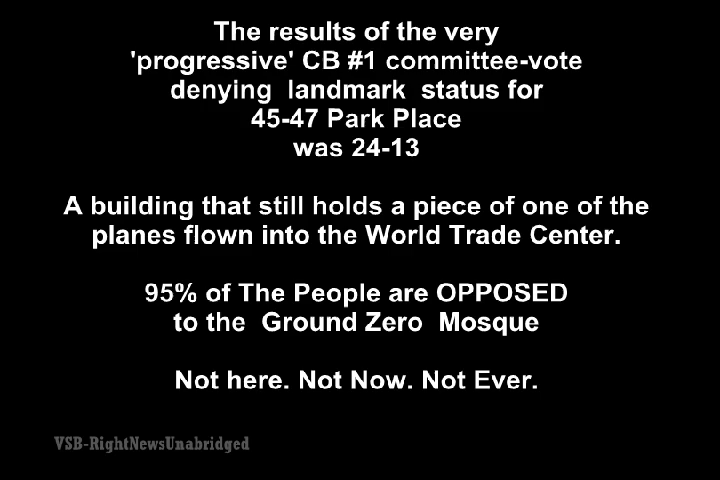 The results of the very
'progressive' CB #1 committee-vote
denying landmark status for
45-47 Park Place
was 24-13
A building that still holds a piece of one of the
planes flown into the World Trade Center.
95% of The People are OPPOSED
to the Ground Zero Mosque
Not here. Not Now. Not Ever.
VSB-RightNewsUnabridged